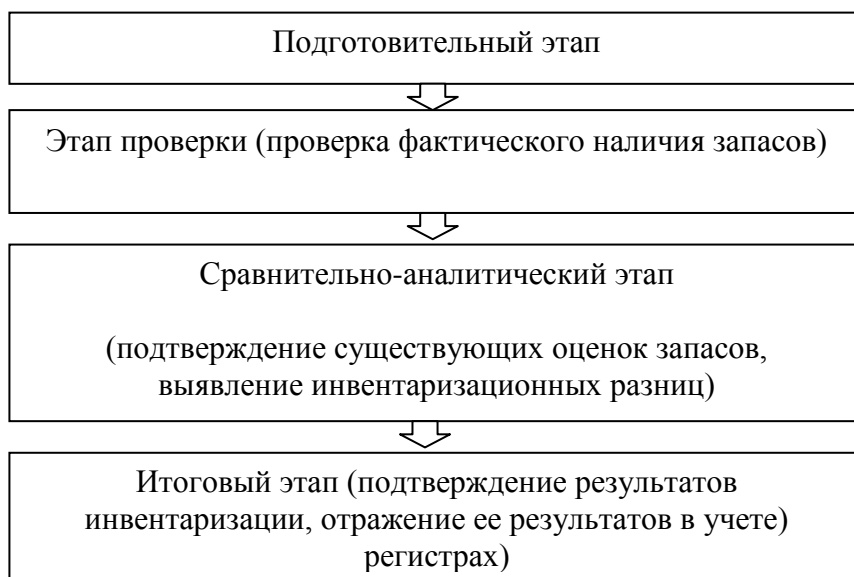 Подготовительный этап
Этап проверки (проверка фактического наличия запасов)
Сравнительно-аналитический этап
(подтверждение существующих оценок запасов,
выявление инвентаризационных разниц)
Итоговый этап (подтверждение результатов
инвентаризации, отражение ее результатов в учете)
регистрах)